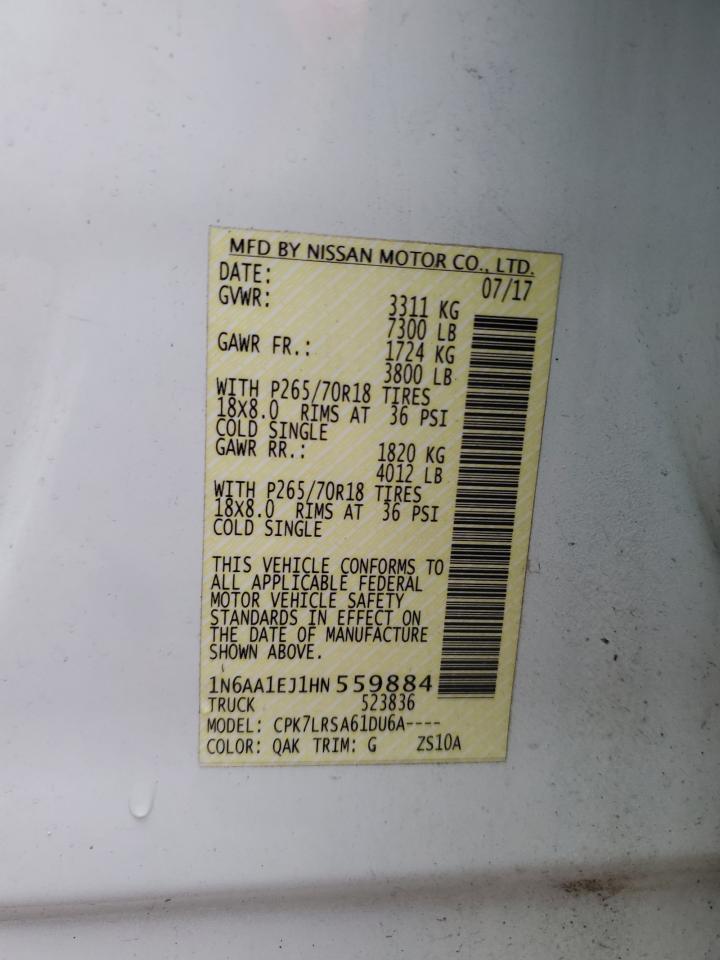 MFD BY NISSAN MOTOR CO., LTD.
DATE: 07/17
GVWR: 3311 KG
7300 LB
GAWR FR.: 1724 KG
3800 LB
WITH P265/70R18 TIRES
18X8.0 RIMS AT 36 PSI
COLD SINGLE
GAWR RR.: 1820 KG
4012 LB
WITH P265/70R18 TIRES
18X8.0 RIMS AT 36 PSI
COLD SINGLE
THIS VEHICLE CONFORMS TO
ALL APPLICABLE FEDERAL
MOTOR VEHICLE SAFETY
STANDARDS IN EFFECT ON
THE DATE OF MANUFACTURE
SHOWN ABOVE.
1N6AA1EJ1HN559884
TRUCK 523836
MODEL: CPK7LRSA61DU6A----
COLOR: QAK TRIM: G ZS10A